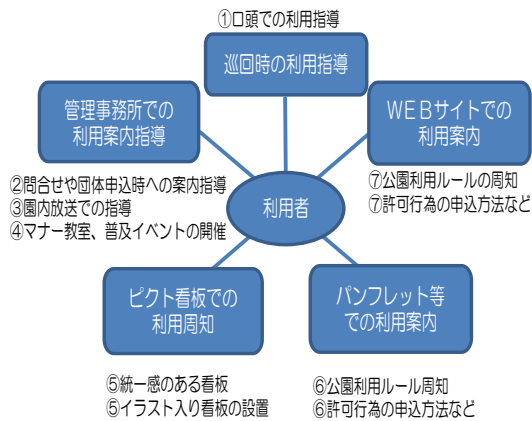 ①口頭での利用指導
巡回時の利用指導
管理事務所での
利用案内指導
②問合せや団体申込時への案内指導
③園内放送での指導
④マナー教室、普及イベントの開催
WEBサイトでの
利用案内
⑦公園利用ルールの周知
⑦許可行為の申込方法など
利用者
ピクト看板での
利用周知
⑤統一感のある看板
⑤イラスト入り看板の設置
パンフレット等
での利用案内
⑥公園利用ルール周知
⑥許可行為の申込方法など